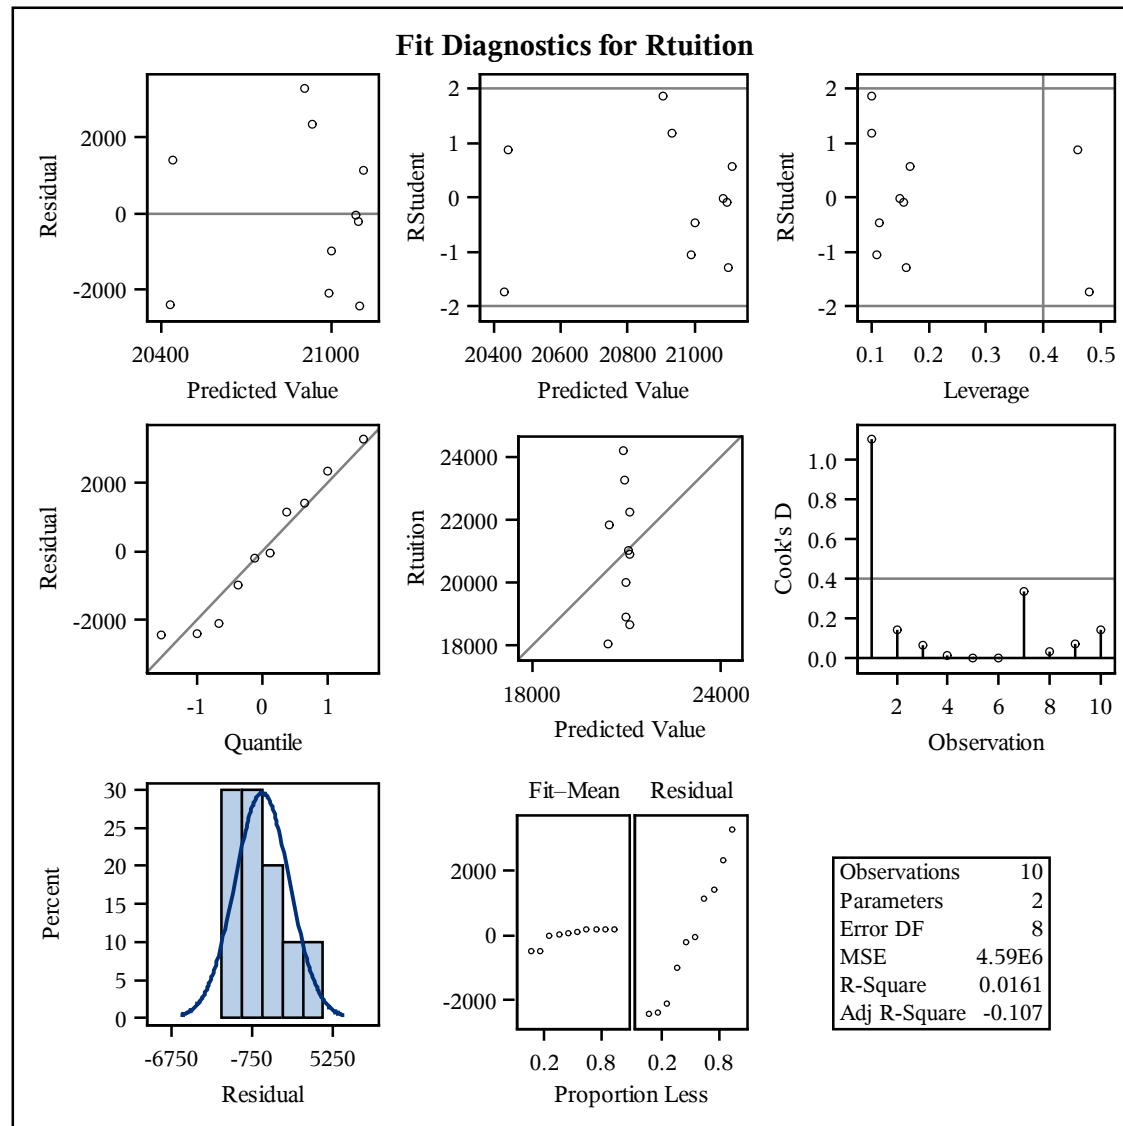 Fit Diagnostics for Rtuition
Residual
2000
0
-2000
20400 21000
Predicted Value
RStudent
2
1
0
-1
-2
20400 20600 20800 21000
Predicted Value
RStudent
2
1
0
-1
-2
0.1 0.2 0.3 0.4 0.5
Leverage
Residual
2000
0
-2000
-1 0 1
Quantile
Rtuition
24000
22000
20000
18000
18000 24000
Predicted Value
Cook's D
1.0
0.8
0.6
0.4
0.2
0.0
2 4 6 8 10
Observation
Percent
30
25
20
15
10
5
0
-6750 -750 5250
Residual
Fit–Mean Residual
2000
0
-2000
0.2 0.8 0.2 0.8
Proportion Less
Observations 10
Parameters 2
Error DF 8
MSE 4.59E6
R-Square 0.0161
Adj R-Square -0.107